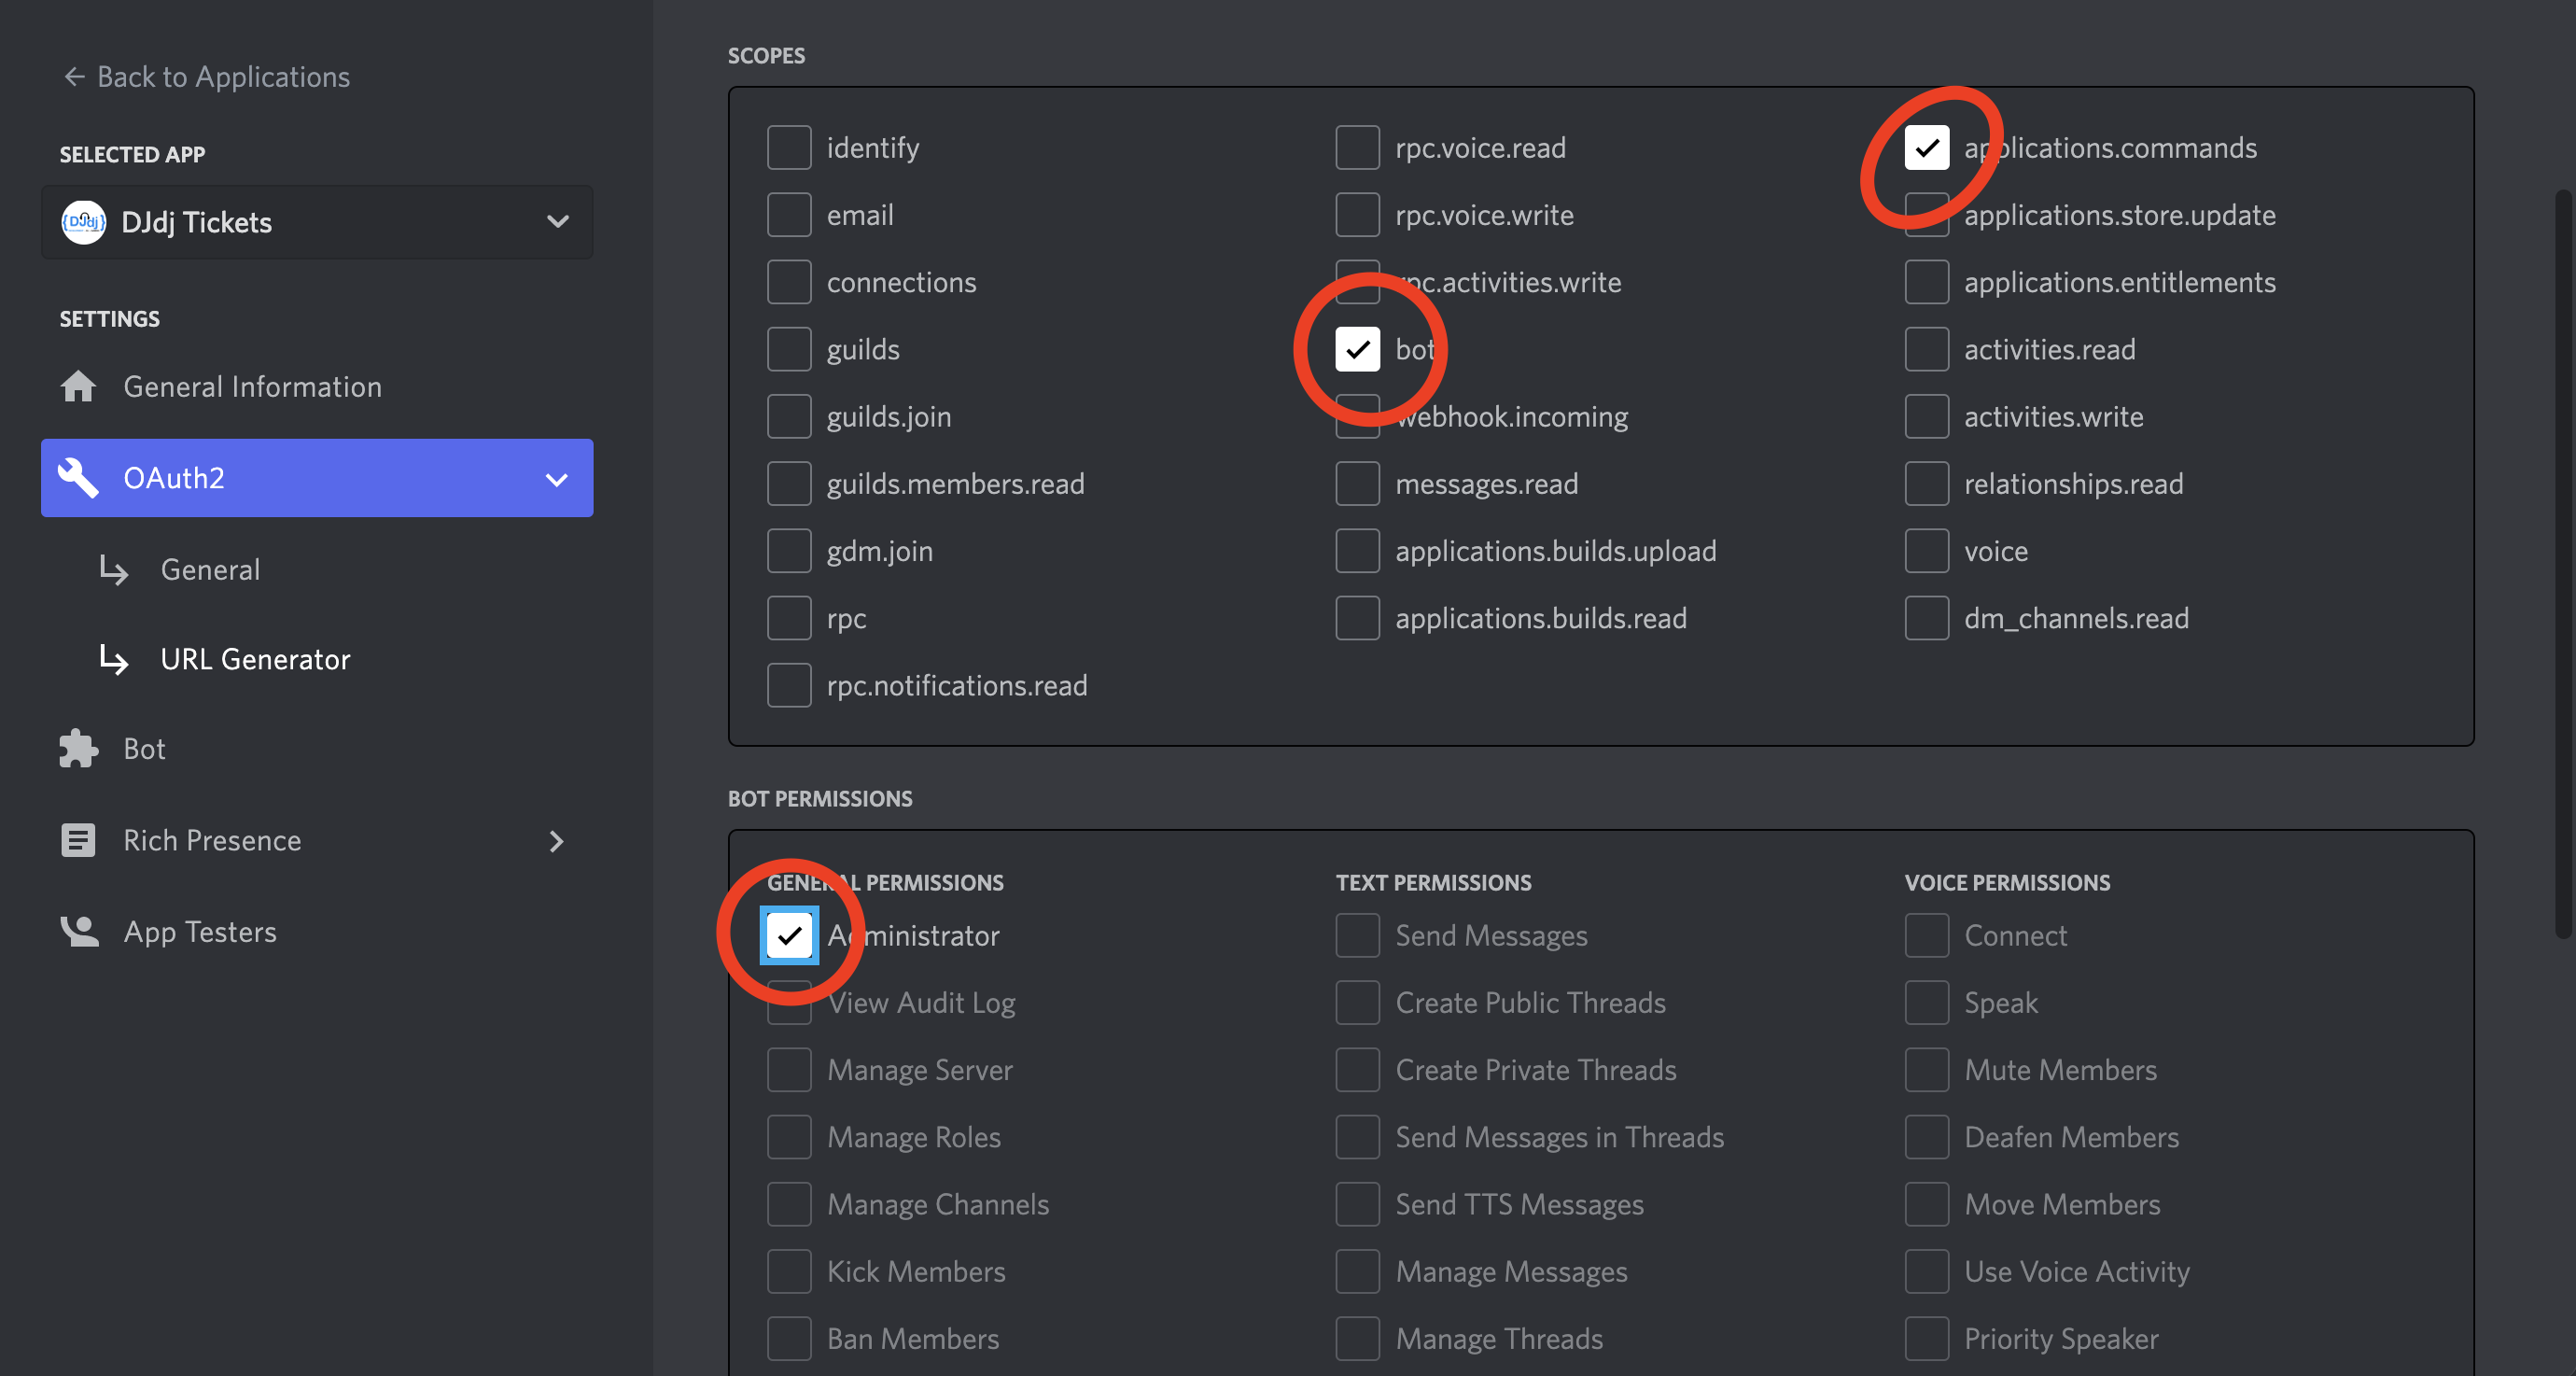 ← Back to Applications
SELECTED APP
{DJdj}
DJdj Tickets
SETTINGS
General Information
OAuth2
General
URL Generator
Bot
Rich Presence
App Testers
SCOPES
identify
email
connections
guilds
guilds.join
guilds.members.read
gdm.join
rpc
rpc.notifications.read
rpc.voice.read
rpc.voice.write
rpc.activities.write
bot
webhook.incoming
messages.read
applications.builds.upload
applications.builds.read
applications.commands
applications.store.update
applications.entitlements
activities.read
activities.write
relationships.read
voice
dm_channels.read
BOT PERMISSIONS
GENERAL PERMISSIONS
Administrator
View Audit Log
Manage Server
Manage Roles
Manage Channels
Kick Members
Ban Members
TEXT PERMISSIONS
Send Messages
Create Public Threads
Create Private Threads
Send Messages in Threads
Send TTS Messages
Manage Messages
Manage Threads
VOICE PERMISSIONS
Connect
Speak
Mute Members
Deafen Members
Move Members
Use Voice Activity
Priority Speaker